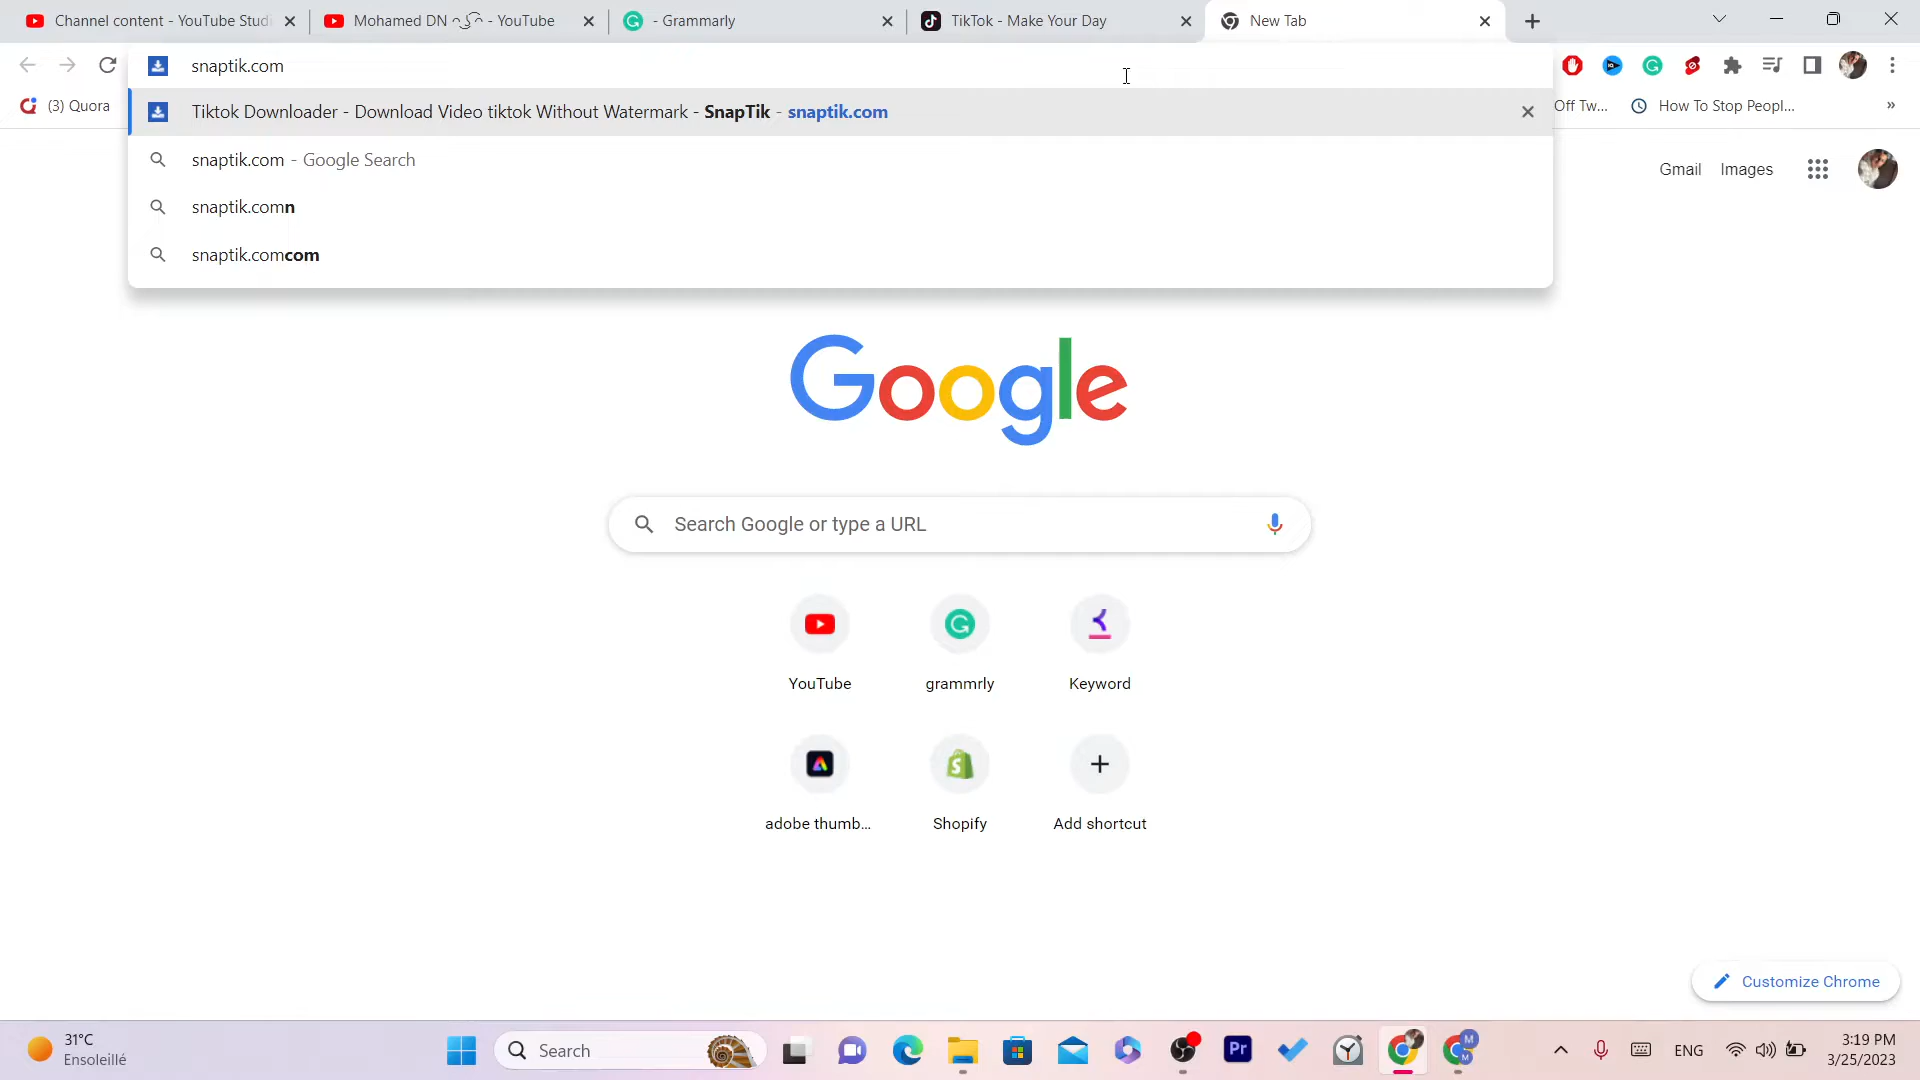 Channel content - YouTube Studi
Mohamed DN - YouTube
- Grammarly
TikTok - Make Your Day
New Tab
snaptik.com
(3) Quora
Tiktok Downloader - Download Video tiktok Without Watermark - SnapTik - snaptik.com
Off Tw...
How To Stop Peopl...
snaptik.com - Google Search
snaptik.comn
snaptik.comcom
Gmail
Images
Google
Search Google or type a URL
YouTube
grammrly
Keyword
adobe thumb...
Shopify
Add shortcut
Customize Chrome
31°C
Ensoleillé
Search
Pr
M
M
ENG
3:19 PM
3/25/2023